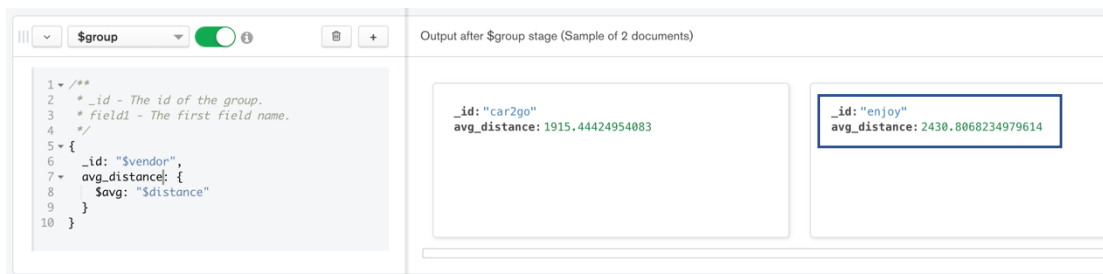 $group
Output after $group stage (Sample of 2 documents)
1 /**
2 * _id - The id of the group.
3 * field1 - The first field name.
4 */
5 {
6 _id: "$vendor",
7 avg_distance: {
8 $avg: "$distance"
9 }
10 }
_id: "car2go"
avg_distance: 1915.44424954083
_id: "enjoy"
avg_distance: 2430.8068234979614